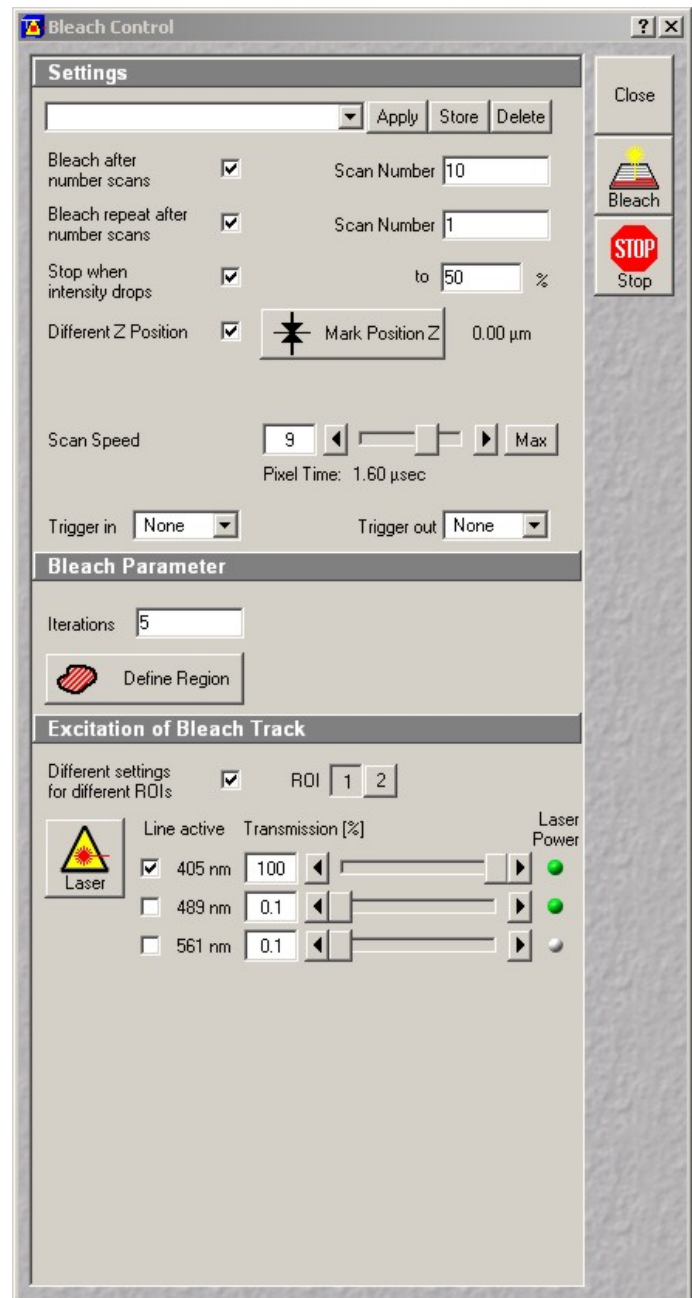 Bleach Control
Settings
Close
Apply Store Delete
Bleach after
number scans
Scan Number 10
Bleach
Bleach repeat after
number scans
Scan Number 1
STOP
Stop
Stop when
intensity drops
to 50 %
Different Z Position
Mark Position Z 0.00 µm
Scan Speed 9 Max
Pixel Time: 1.60 µsec
Trigger in None
Trigger out None
Bleach Parameter
Iterations 5
Define Region
Excitation of Bleach Track
Different settings
for different ROIs
ROI 1 2
Laser
Line active Transmission [%] Laser
Power
405 nm 100
489 nm 0.1
561 nm 0.1